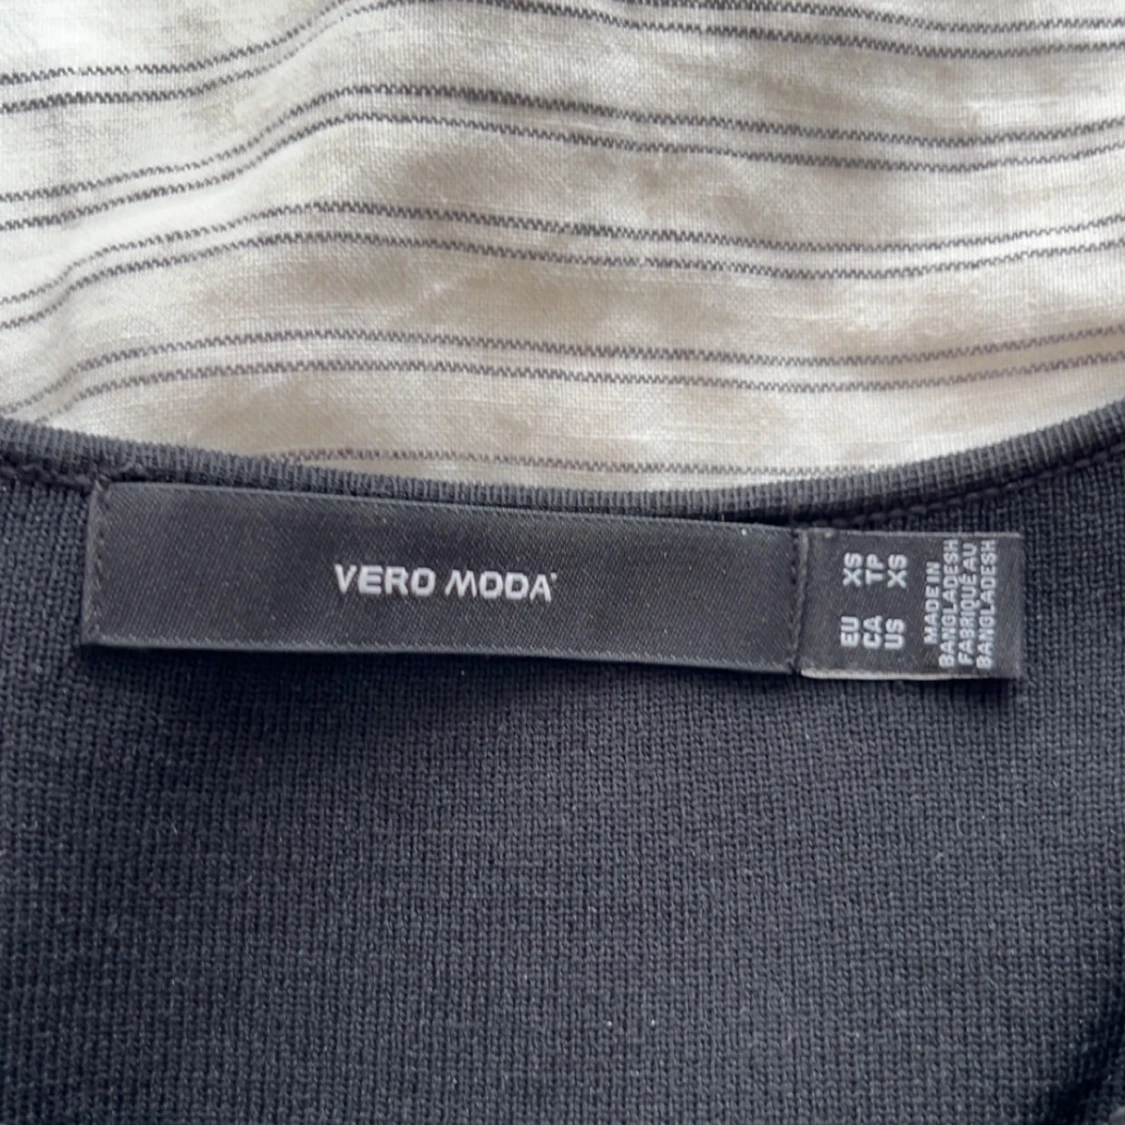 VERO MODA
EU XS
CA TP
US XS
MADE IN
BANGLADESH
FABRIQUÉ AU
BANGLADESH